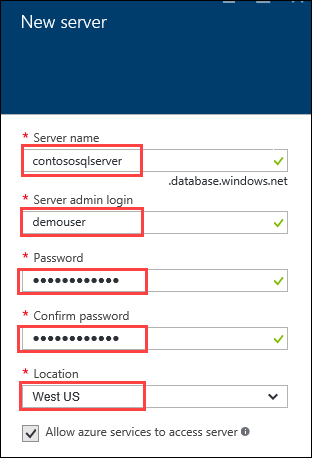 New server
* Server name
contososqlserver
.database.windows.net
* Server admin login
demouser
* Password
••••••••••••
* Confirm password
••••••••••••
* Location
West US
Allow azure services to access server